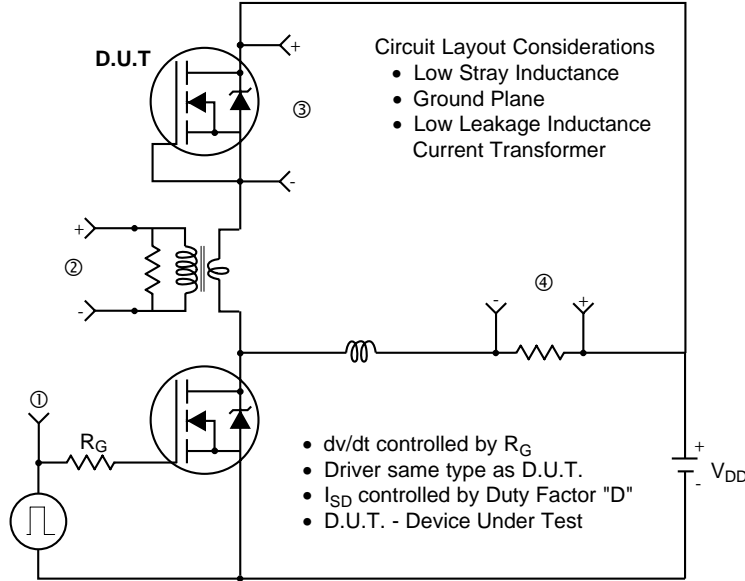 D.U.T
+
Circuit Layout Considerations
• Low Stray Inductance
• Ground Plane
• Low Leakage Inductance
Current Transformer
③
-
+
②
-
④
- +
①
R_G
• dv/dt controlled by R_G
• Driver same type as D.U.T.
• I_SD controlled by Duty Factor "D"
• D.U.T. - Device Under Test
+
V_DD
-